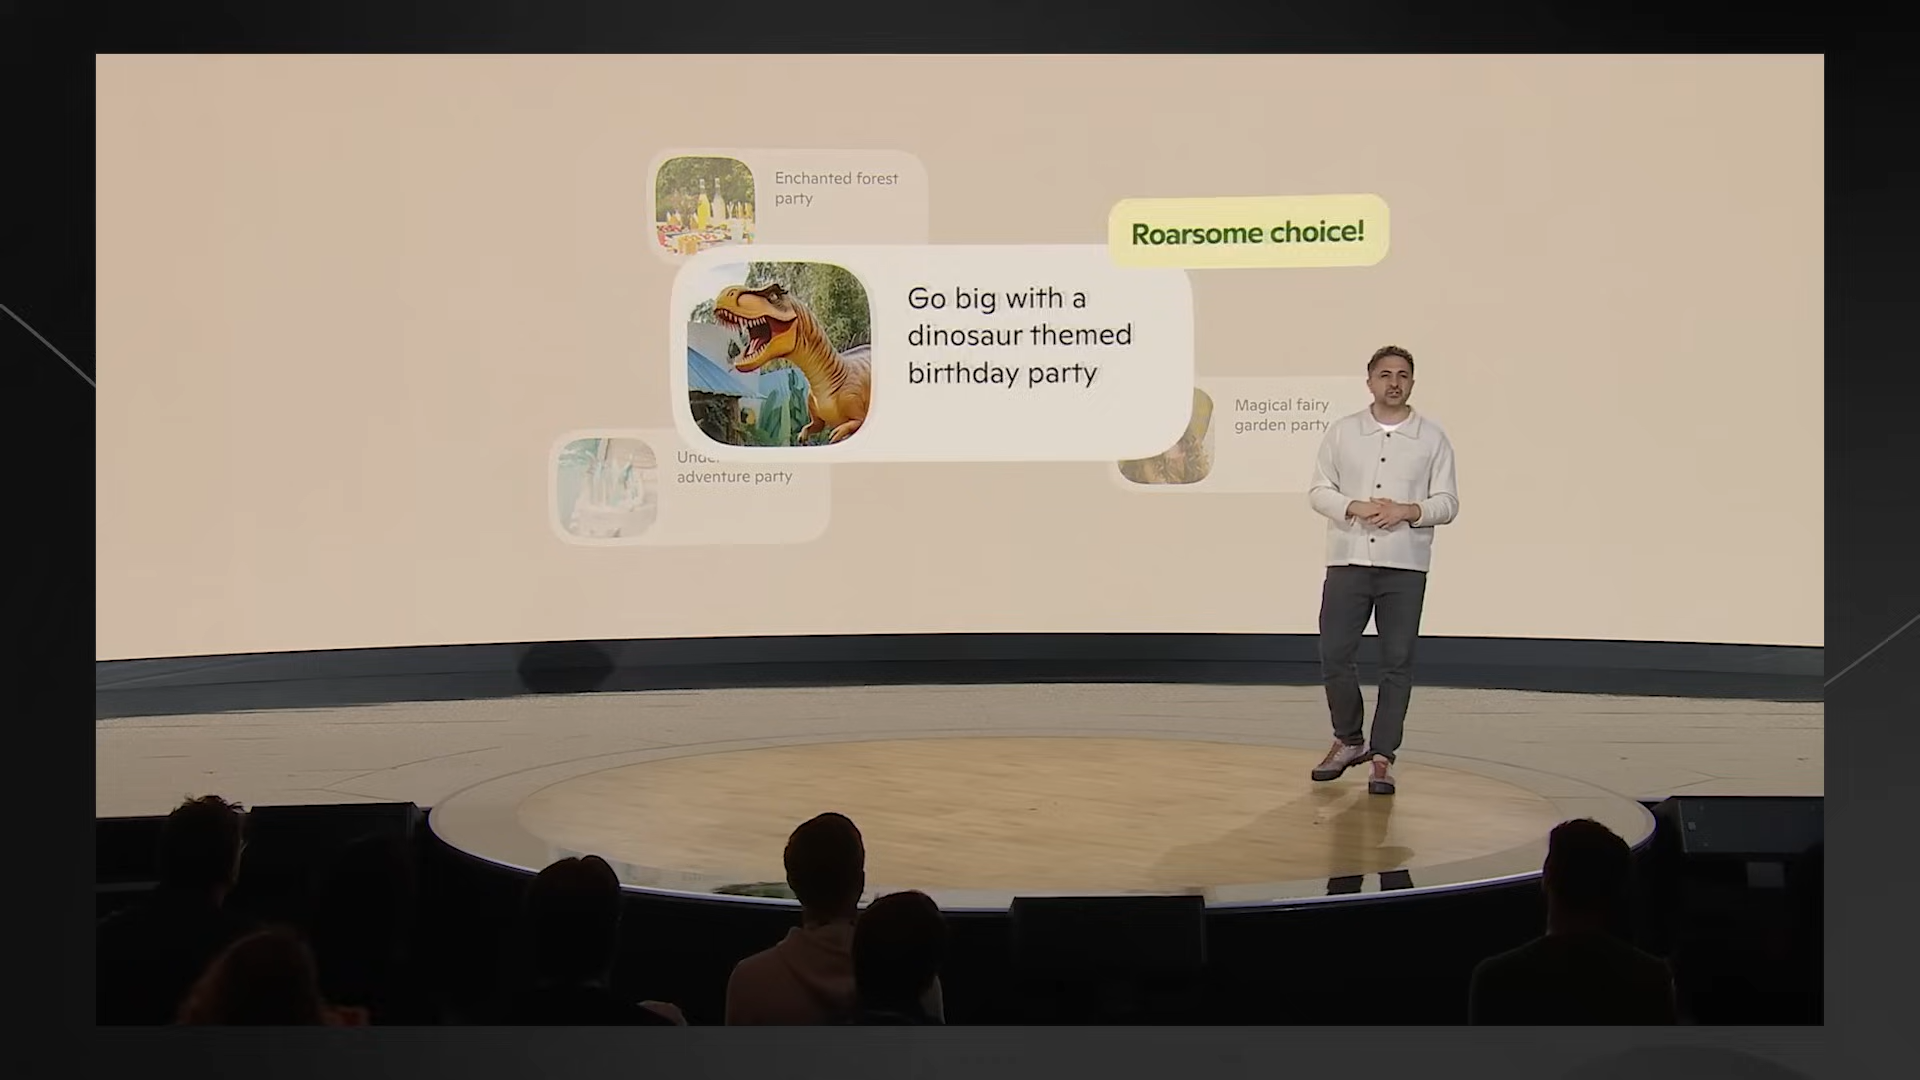 Enchanted forest
party
Roarsome choice!
Go big with a
dinosaur themed
birthday party
Magical fairy
garden party
adventure party